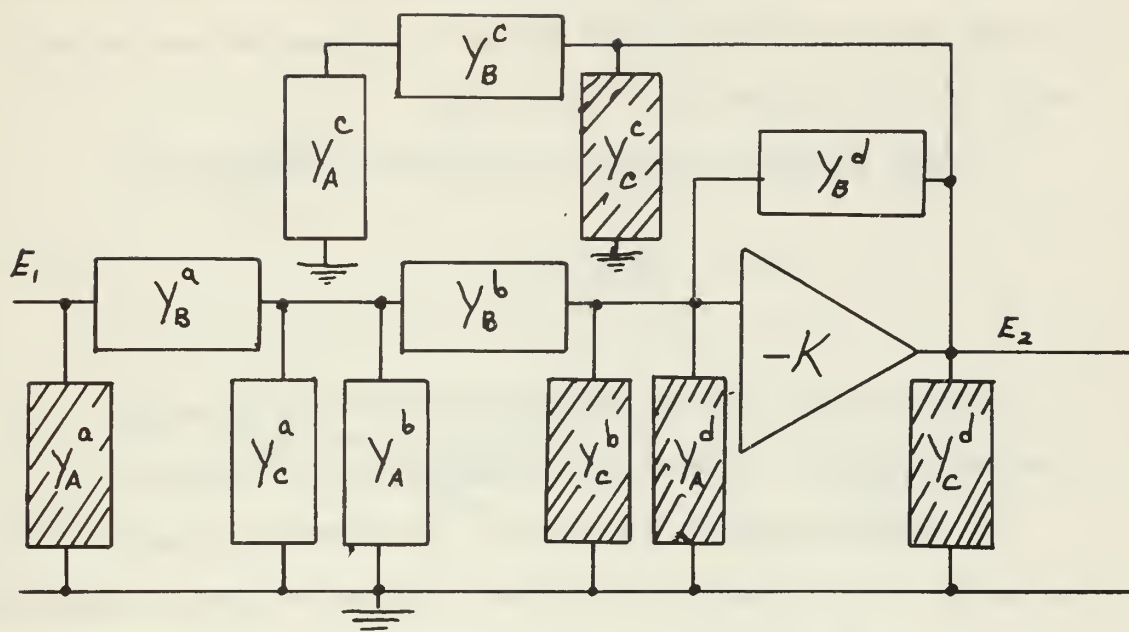 Y_B^C
Y_A^C
Y_C^C
Y_B^d
E_1
Y_B^a
Y_B^b
-K
E_2
Y_A^a
Y_C^a
Y_A^b
Y_C^b
Y_A^d
Y_C^d